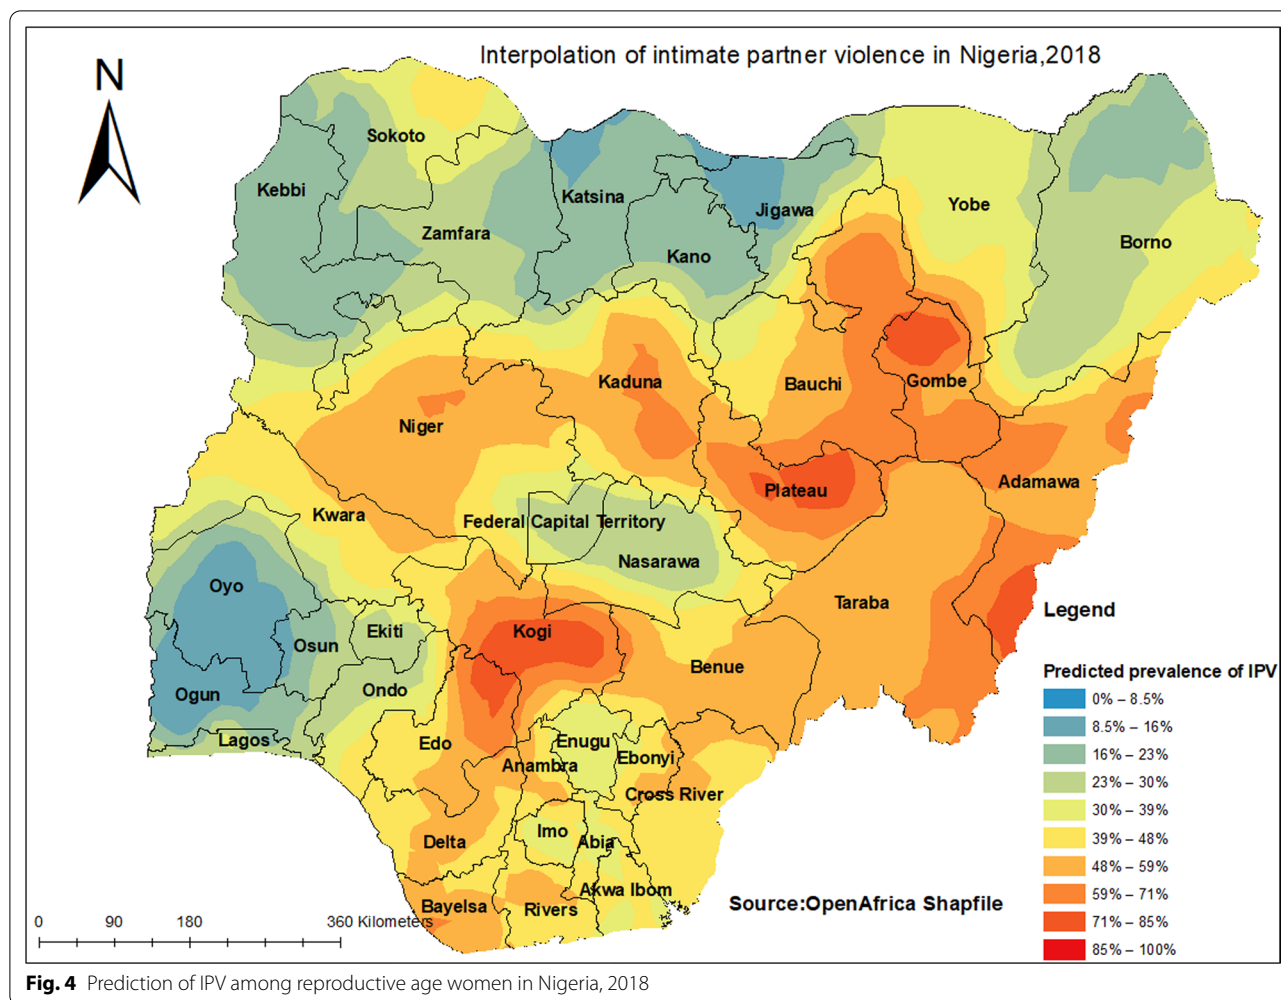 Interpolation of intimate partner violence in Nigeria,2018
N
Sokoto
Kebbi
Katsina
Zamfara
Jigawa
Kano
Yobe
Borno
Kaduna
Bauchi
Gombe
Niger
Plateau
Adamawa
Kwara
Federal Capital Territory
Nasarawa
Oyo
Taraba
Ekiti
Kogi
Osun
Benue
Ogun
Ondo
Lagos
Edo
Enugu
Ebonyi
Anambra
Cross River
Imo
Abia
Delta
Akwa Ibom
Bayelsa
Rivers
Legend
Predicted prevalence of IPV
0% – 8.5%
8.5% – 16%
16% – 23%
23% – 30%
30% – 39%
39% – 48%
48% – 59%
59% – 71%
71% – 85%
85% – 100%
Source:OpenAfrica Shapfile
0 90 180 360 Kilometers
Fig. 4 Prediction of IPV among reproductive age women in Nigeria, 2018